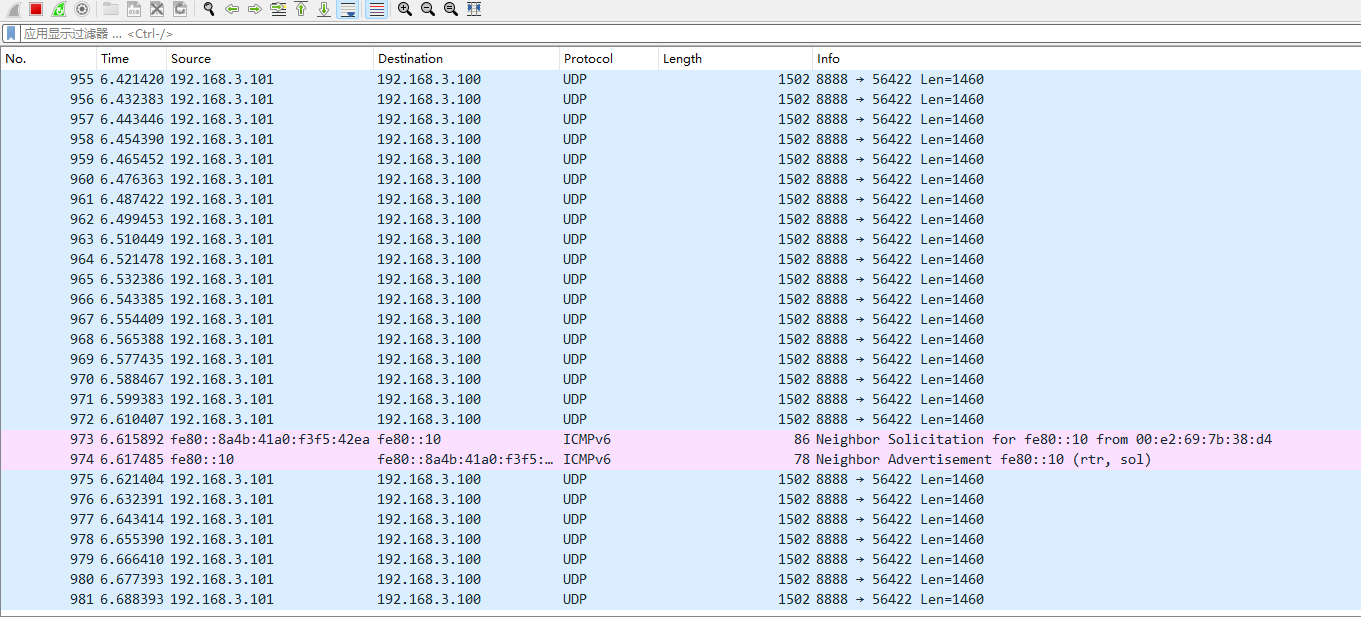 应用显示过滤器 … <Ctrl-/>
No. Time Source Destination Protocol Length Info
955 6.421420 192.168.3.101 192.168.3.100 UDP 1502 8888 → 56422 Len=1460
956 6.432383 192.168.3.101 192.168.3.100 UDP 1502 8888 → 56422 Len=1460
957 6.443446 192.168.3.101 192.168.3.100 UDP 1502 8888 → 56422 Len=1460
958 6.454390 192.168.3.101 192.168.3.100 UDP 1502 8888 → 56422 Len=1460
959 6.465452 192.168.3.101 192.168.3.100 UDP 1502 8888 → 56422 Len=1460
960 6.476363 192.168.3.101 192.168.3.100 UDP 1502 8888 → 56422 Len=1460
961 6.487422 192.168.3.101 192.168.3.100 UDP 1502 8888 → 56422 Len=1460
962 6.499453 192.168.3.101 192.168.3.100 UDP 1502 8888 → 56422 Len=1460
963 6.510449 192.168.3.101 192.168.3.100 UDP 1502 8888 → 56422 Len=1460
964 6.521478 192.168.3.101 192.168.3.100 UDP 1502 8888 → 56422 Len=1460
965 6.532386 192.168.3.101 192.168.3.100 UDP 1502 8888 → 56422 Len=1460
966 6.543385 192.168.3.101 192.168.3.100 UDP 1502 8888 → 56422 Len=1460
967 6.554409 192.168.3.101 192.168.3.100 UDP 1502 8888 → 56422 Len=1460
968 6.565388 192.168.3.101 192.168.3.100 UDP 1502 8888 → 56422 Len=1460
969 6.577435 192.168.3.101 192.168.3.100 UDP 1502 8888 → 56422 Len=1460
970 6.588467 192.168.3.101 192.168.3.100 UDP 1502 8888 → 56422 Len=1460
971 6.599383 192.168.3.101 192.168.3.100 UDP 1502 8888 → 56422 Len=1460
972 6.610407 192.168.3.101 192.168.3.100 UDP 1502 8888 → 56422 Len=1460
973 6.615892 fe80::8a4b:41a0:f3f5:42ea fe80::10 ICMPv6 86 Neighbor Solicitation for fe80::10 from 00:e2:69:7b:38:d4
974 6.617485 fe80::10 fe80::8a4b:41a0:f3f5:… ICMPv6 78 Neighbor Advertisement fe80::10 (rtr, sol)
975 6.621404 192.168.3.101 192.168.3.100 UDP 1502 8888 → 56422 Len=1460
976 6.632391 192.168.3.101 192.168.3.100 UDP 1502 8888 → 56422 Len=1460
977 6.643414 192.168.3.101 192.168.3.100 UDP 1502 8888 → 56422 Len=1460
978 6.655390 192.168.3.101 192.168.3.100 UDP 1502 8888 → 56422 Len=1460
979 6.666410 192.168.3.101 192.168.3.100 UDP 1502 8888 → 56422 Len=1460
980 6.677393 192.168.3.101 192.168.3.100 UDP 1502 8888 → 56422 Len=1460
981 6.688393 192.168.3.101 192.168.3.100 UDP 1502 8888 → 56422 Len=1460